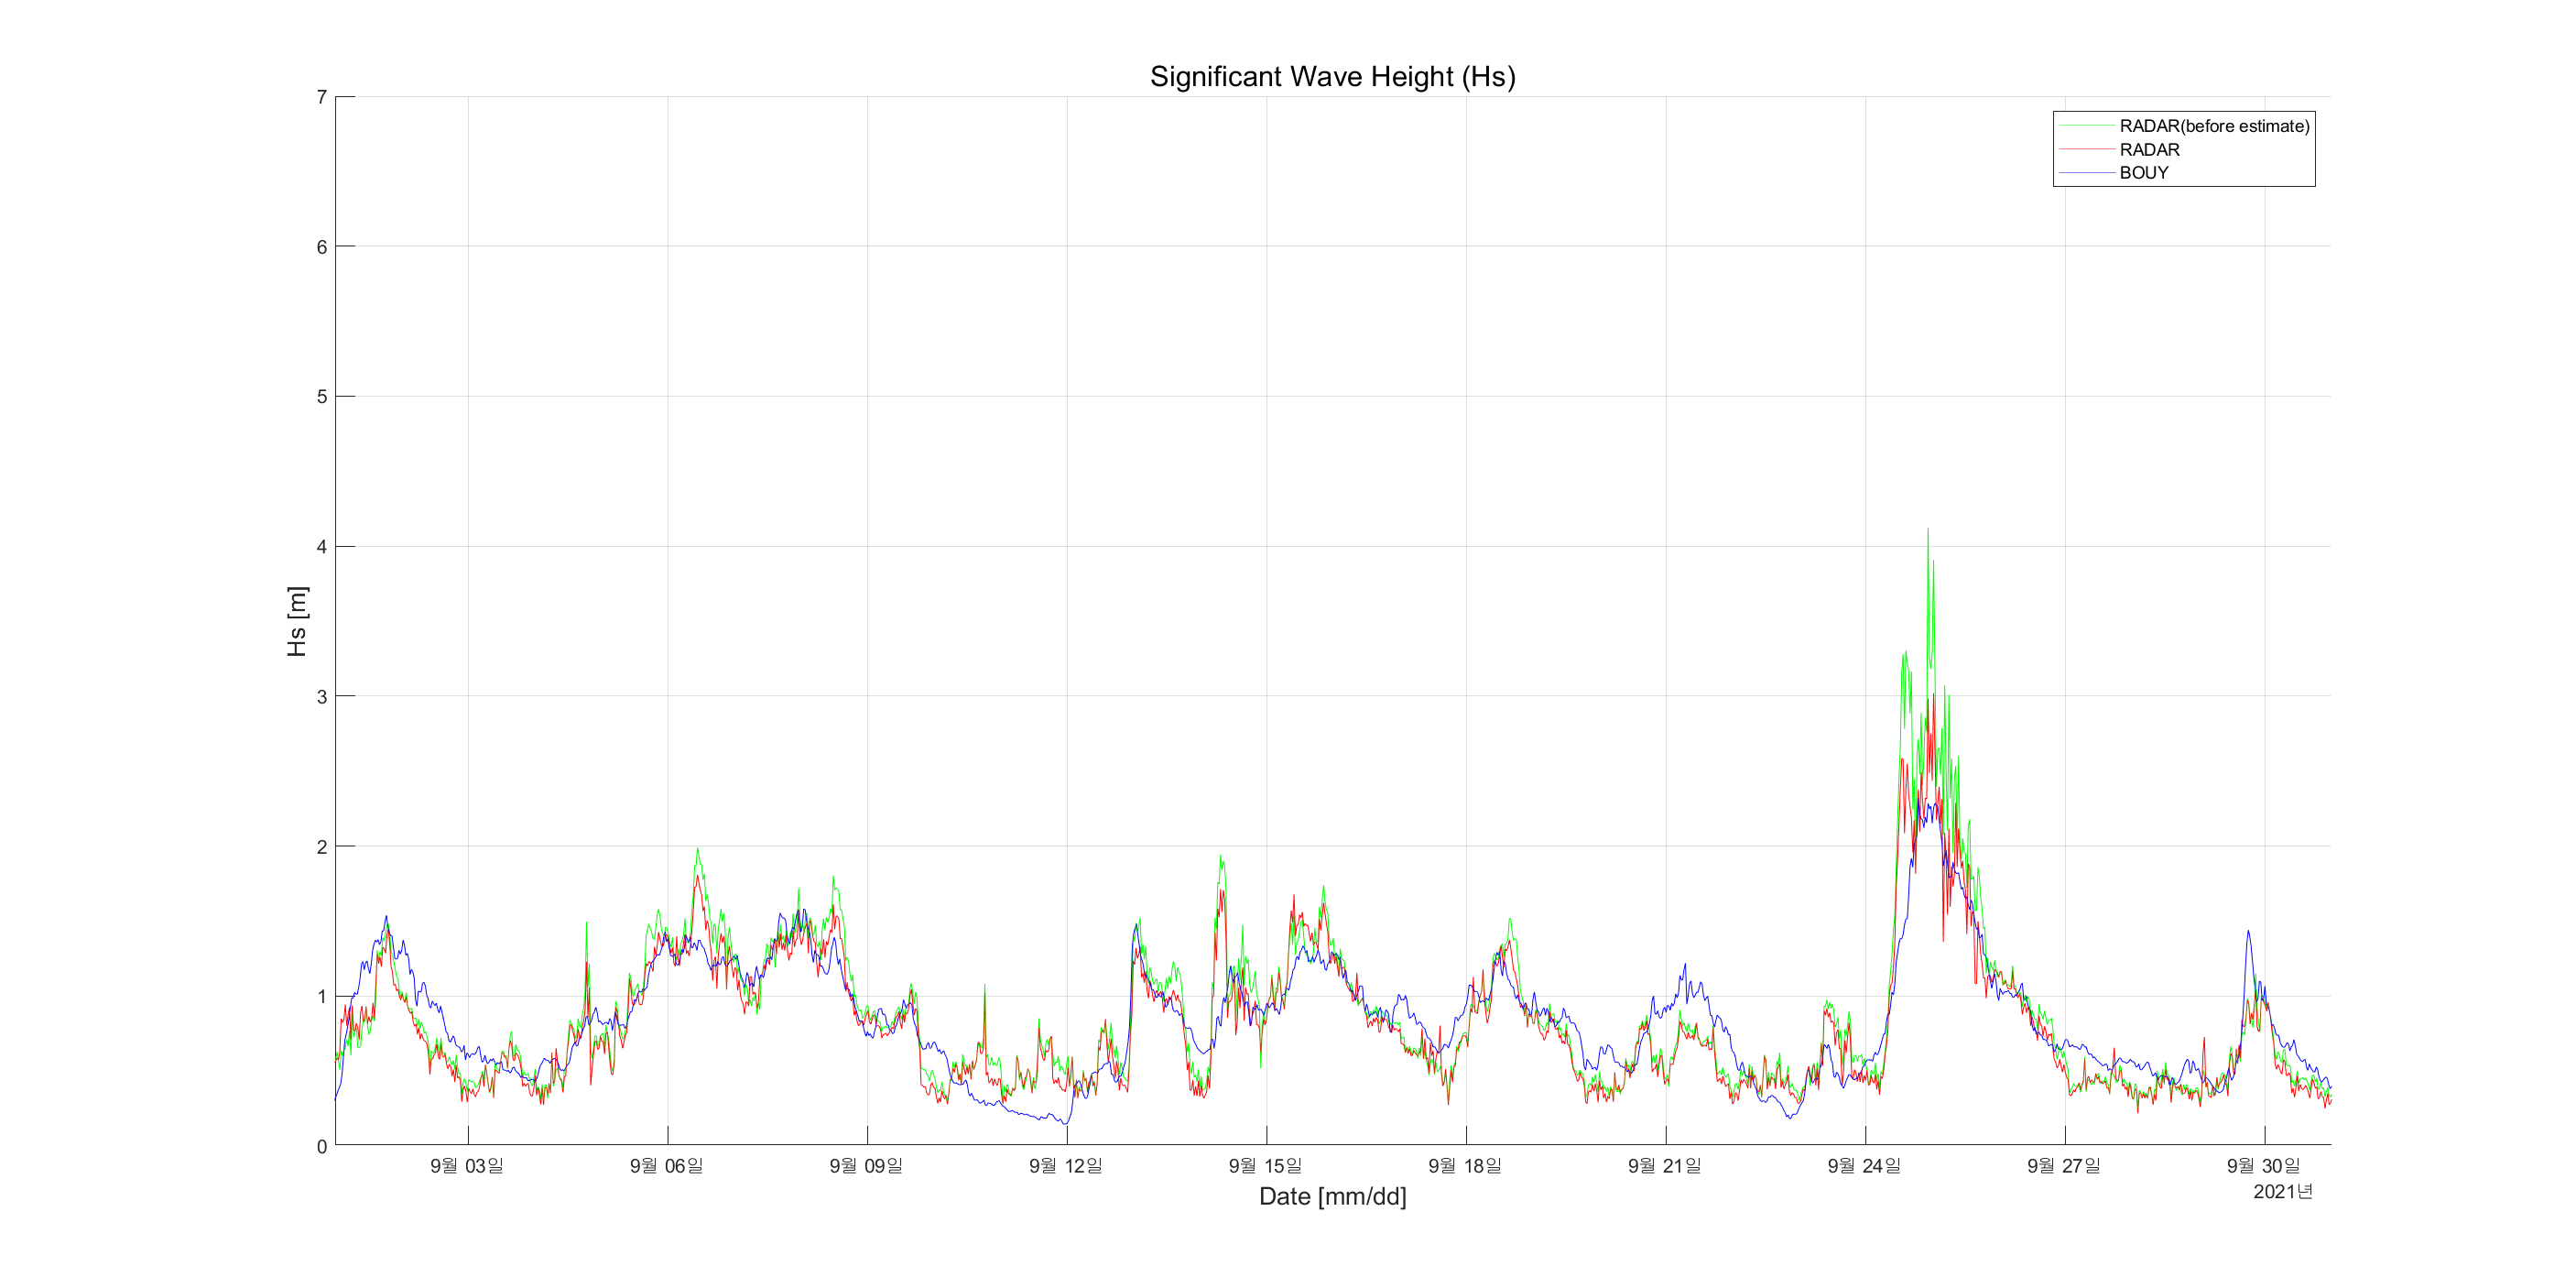 Significant Wave Height (Hs)
RADAR(before estimate)
RADAR
BOUY
7
6
5
4
3
2
1
0
Hs [m]
9월 03일 9월 06일 9월 09일 9월 12일 9월 15일 9월 18일 9월 21일 9월 24일 9월 27일 9월 30일
2021년
Date [mm/dd]